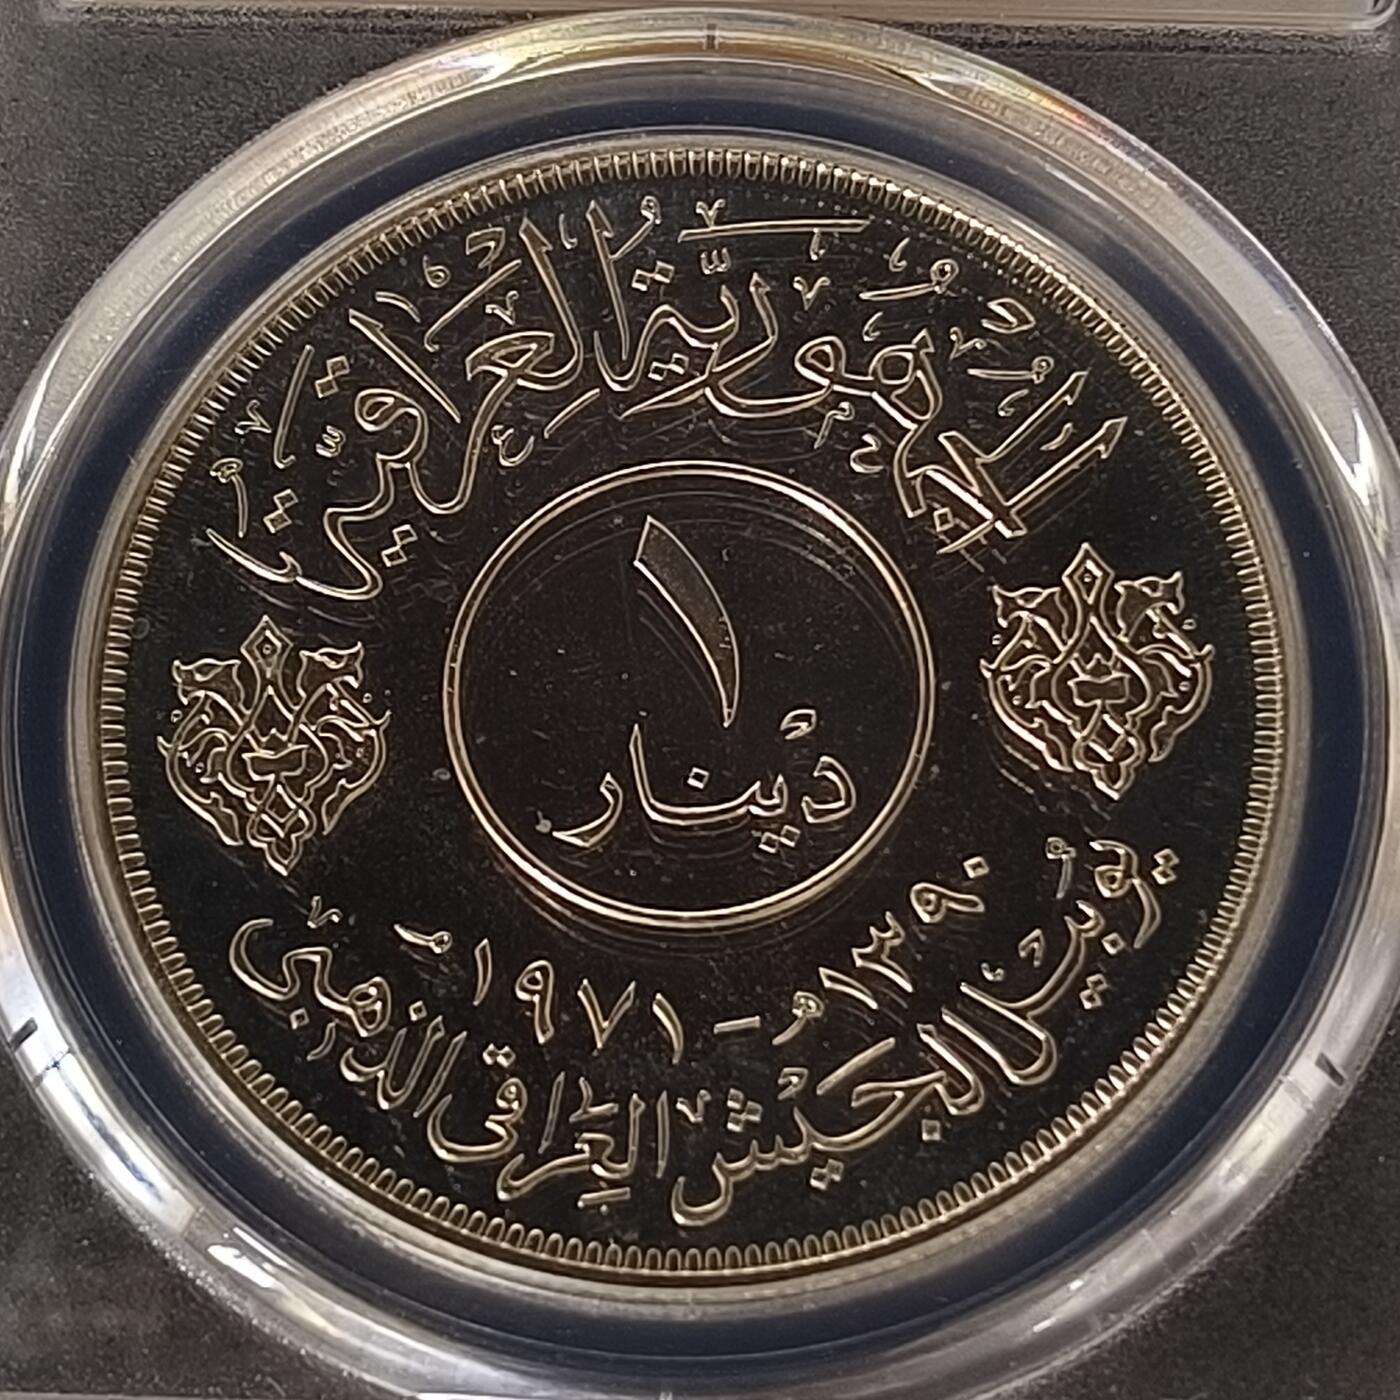 الجمهورية العراقية
١
دينار
١٣٩٠هـ - ١٩٧١م
يوبيل الجيش العراقي الذهبي